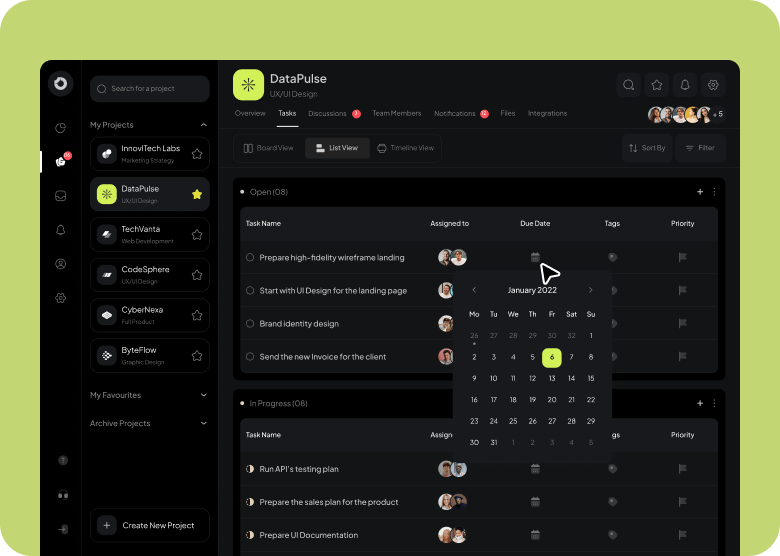 Search for a project
My Projects
InnovITech Labs
Marketing Strategy
DataPulse
UX/UI Design
TechVanta
Web Development
CodeSphere
UX/UI Design
CyberNexa
Full Product
ByteFlow
Graphic Design
My Favourites
Archive Projects
+ Create New Project
DataPulse
UX/UI Design
Overview Tasks Discussions Team Members Notifications 12 Files Integrations
+5
Board View List View Timeline View Sort By Filter
Open (08)
Task Name Assigned to Due Date Tags Priority
Prepare high-fidelity wireframe landing
Start with UI Design for the landing page
Brand identity design
Send the new Invoice for the client
January 2022
Mo Tu We Th Fr Sat Su
26 27 28 29 30 32 1
2 3 4 5 6 7 8
9 10 11 12 13 14 15
16 17 18 19 20 21 22
23 24 25 26 27 28 29
30 31 1 2 3 4 5
In Progress (08)
Task Name Assigne gs Priority
Run API's testing plan
Prepare the sales plan for the product
Prepare UI Documentation